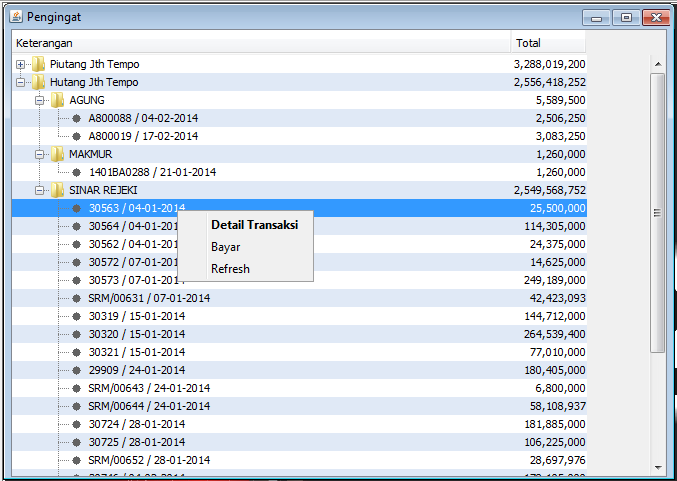 Pengingat
Keterangan Total
Piutang Jth Tempo 3,288,019,200
Hutang Jth Tempo 2,556,418,252
AGUNG 5,589,500
A800088 / 04-02-2014 2,506,250
A800019 / 17-02-2014 3,083,250
MAKMUR 1,260,000
1401BA0288 / 21-01-2014 1,260,000
SINAR REJEKI 2,549,568,752
30563 / 04-01-2014 25,500,000
30564 / 04-01 Detail Transaksi 114,305,000
30562 / 04-01 Bayar 24,375,000
30572 / 07-01 Refresh 14,625,000
30573 / 07-01-2014 249,189,000
SRM/00631 / 07-01-2014 42,423,093
30319 / 15-01-2014 144,712,000
30320 / 15-01-2014 264,539,400
30321 / 15-01-2014 77,010,000
29909 / 24-01-2014 180,405,000
SRM/00643 / 24-01-2014 6,800,000
SRM/00644 / 24-01-2014 58,108,937
30724 / 28-01-2014 181,885,000
30725 / 28-01-2014 106,225,000
SRM/00652 / 28-01-2014 28,697,976